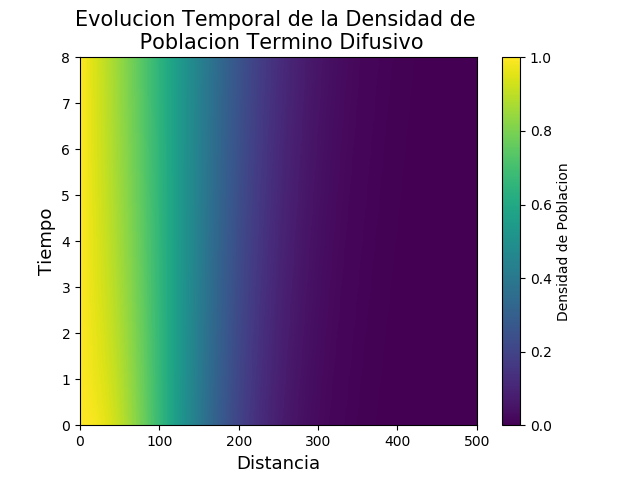 Evolucion Temporal de la Densidad de
Poblacion Termino Difusivo
8
7
6
5
4
3
2
1
0
Tiempo
0 100 200 300 400 500
Distancia
1.0
0.8
0.6
0.4
0.2
0.0
Densidad de Poblacion